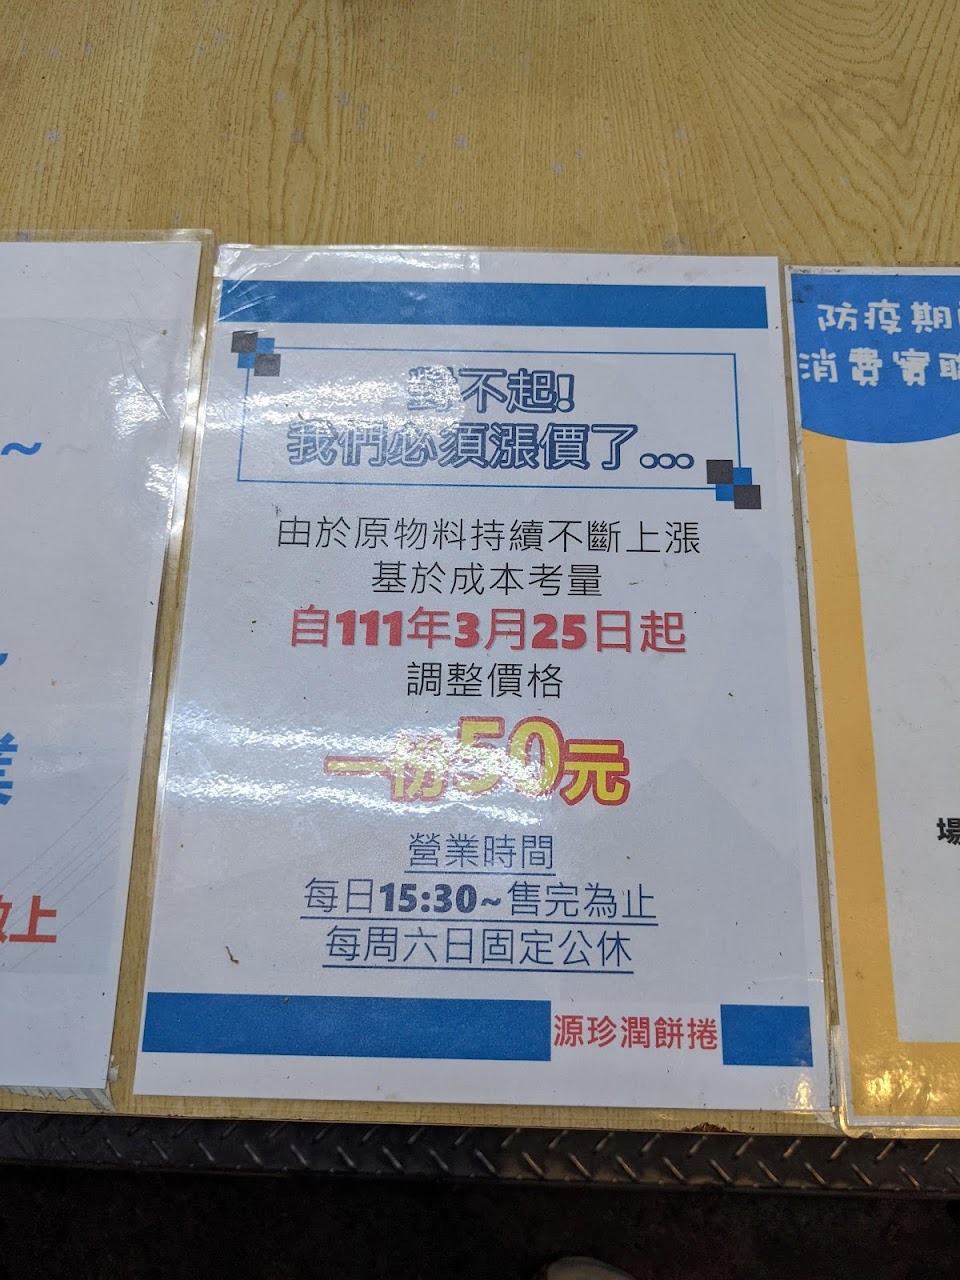 ~
業
上
對不起!
我們必須漲價了...
由於原物料持續不斷上漲
基於成本考量
自111年3月25日起
調整價格
一份50元
營業時間
每日15:30~售完為止
每周六日固定公休
源珍潤餅捲
防疫期
消費實
場